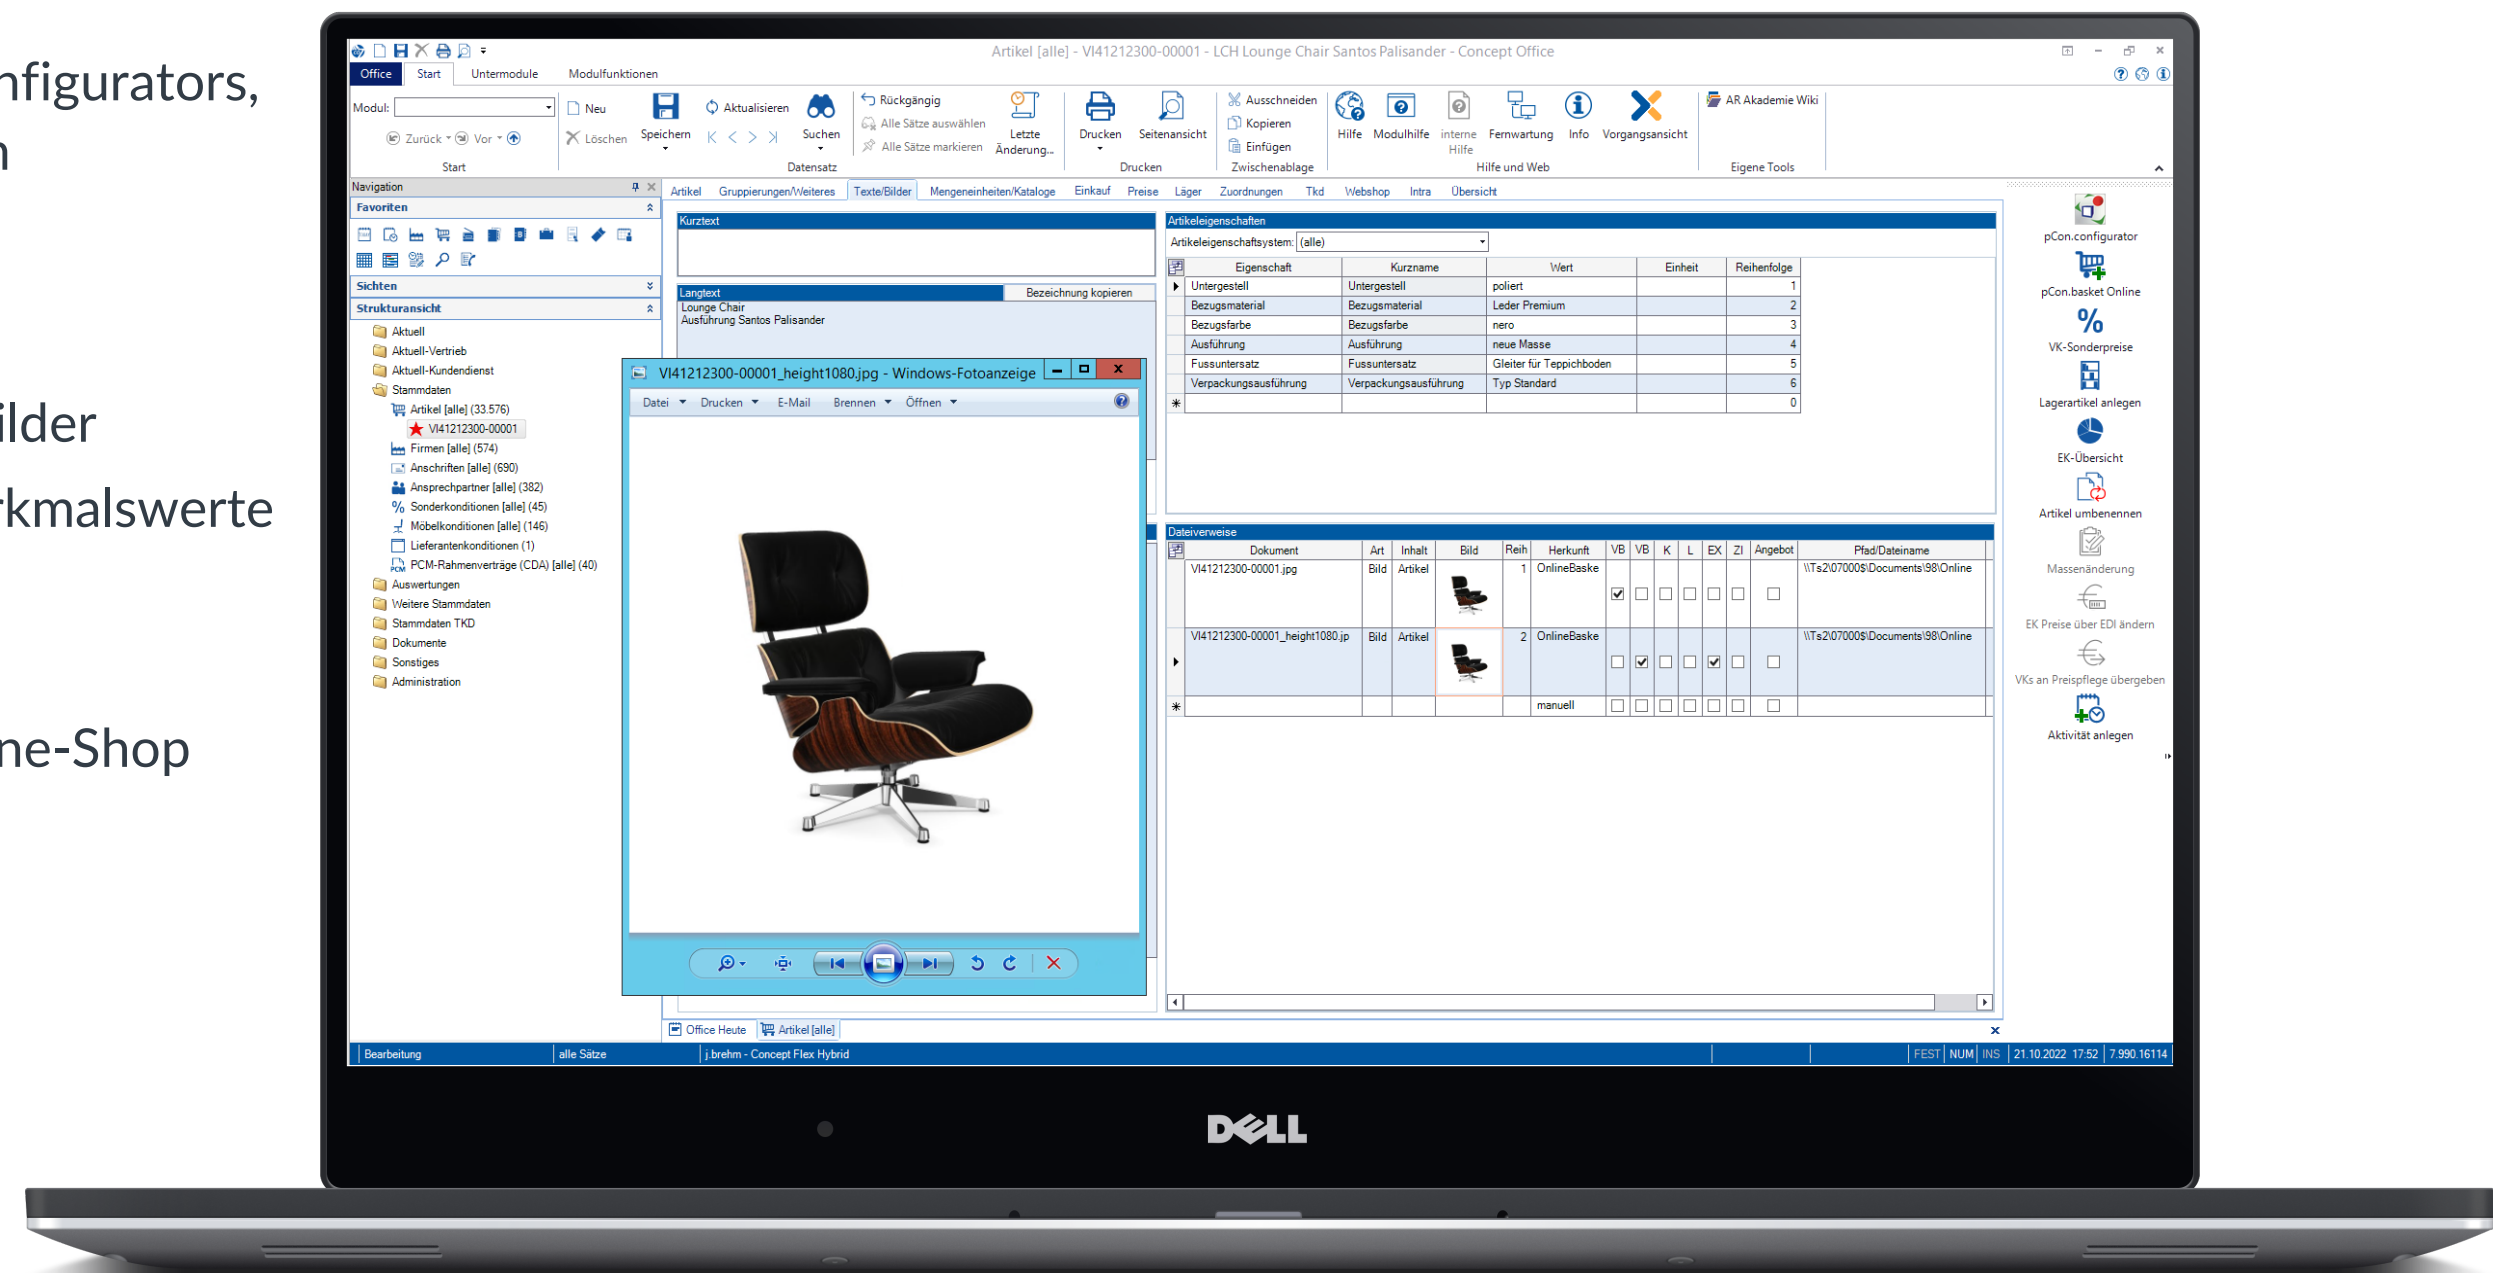 nfigurators,
n
ilder
rkmalswerte
ne-Shop
Artikel [alle] - VI41212300-00001 - LCH Lounge Chair Santos Palisander - Concept Office
Office Start Untermodule Modulfunktionen
Modul:
Zurück Vor
Start
Neu
Löschen
Speichern
Aktualisieren
Suchen
Rückgängig
Alle Sätze auswählen
Alle Sätze markieren
Letzte
Änderung...
Datensatz
Drucken
Seitenansicht
Drucken
Ausschneiden
Kopieren
Einfügen
Zwischenablage
Hilfe
Modulhilfe
interne
Hilfe
Fernwartung
Info
Vorgangsansicht
Hilfe und Web
AR Akademie Wiki
Eigene Tools
Navigation
Favoriten
Sichten
Strukturansicht
Aktuell
Aktuell-Vertrieb
Aktuell-Kundendienst
Stammdaten
Artikel [alle] (33.576)
VI41212300-00001
Firmen [alle] (574)
Anschriften [alle] (690)
Ansprechpartner [alle] (382)
% Sonderkonditionen [alle] (45)
Möbelkonditionen [alle] (146)
Lieferantenkonditionen (1)
PCM PCM-Rahmenverträge (CDA) [alle] (40)
Auswertungen
Weitere Stammdaten
Stammdaten TKD
Dokumente
Sonstiges
Administration
Artikel Gruppierungen/Weiteres Texte/Bilder Mengeneinheiten/Kataloge Einkauf Preise Läger Zuordnungen Tkd Webshop Intra Übersicht
Kurztext
Langtext Bezeichnung kopieren
Lounge Chair
Ausführung Santos Palisander
VI41212300-00001_height1080.jpg - Windows-Fotoanzeige
Datei Drucken E-Mail Brennen Öffnen
Artikeleigenschaften
Artikeleigenschaftsystem: (alle)
Eigenschaft Kurzname Wert Einheit Reihenfolge
Untergestell Untergestell poliert 1
Bezugsmaterial Bezugsmaterial Leder Premium 2
Bezugsfarbe Bezugsfarbe nero 3
Ausführung Ausführung neue Masse 4
Fussuntersatz Fussuntersatz Gleiter für Teppichboden 5
Verpackungsausführung Verpackungsausführung Typ Standard 6
0
Dateiverweise
Dokument Art Inhalt Bild Reih Herkunft VB VB K L EX ZI Angebot Pfad/Dateiname
VI41212300-00001.jpg Bild Artikel 1 OnlineBaske \\Ts2\07000$\Documents\98\Online
VI41212300-00001_height1080.jp Bild Artikel 2 OnlineBaske \\Ts2\07000$\Documents\98\Online
manuell
pCon.configurator
pCon.basket Online
%
VK-Sonderpreise
Lagerartikel anlegen
EK-Übersicht
Artikel umbenennen
Massenänderung
EK Preise über EDI ändern
VKs an Preispflege übergeben
Aktivität anlegen
Office Heute Artikel [alle]
Bearbeitung alle Sätze j.brehm - Concept Flex Hybrid FEST NUM INS 21.10.2022 17:52 7.990.16114
DELL